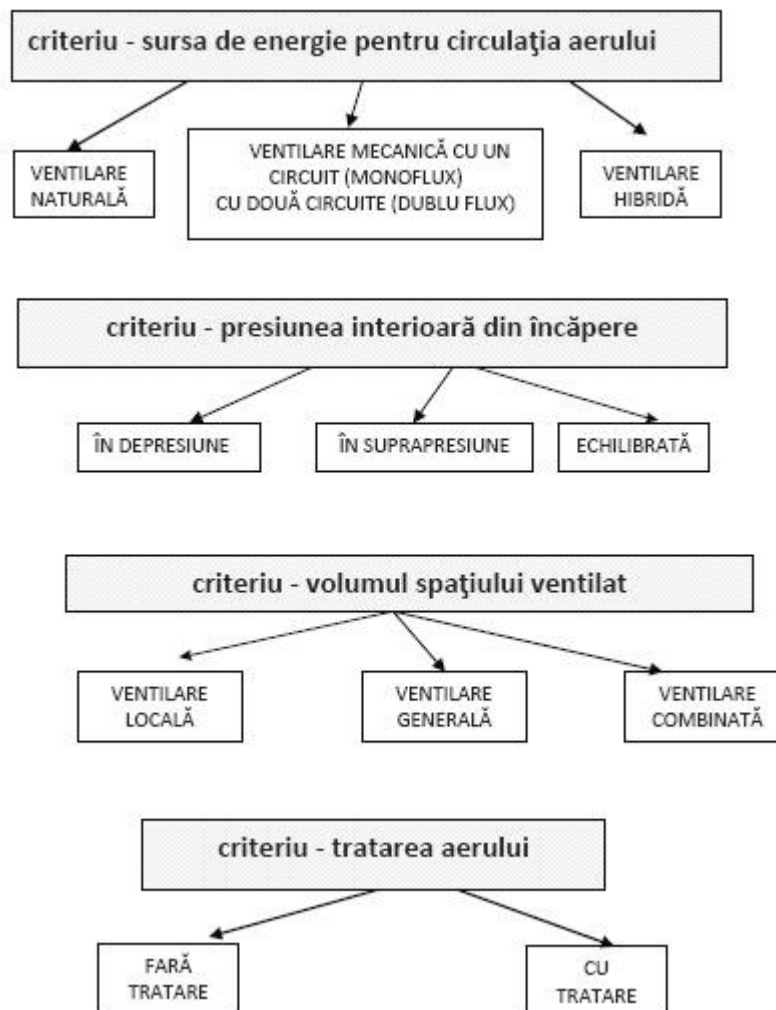 criteriu - sursa de energie pentru circulaţia aerului
VENTILARE
NATURALĂ
VENTILARE MECANICĂ CU UN
CIRCUIT (MONOFLUX)
CU DOUĂ CIRCUITE (DUBLU FLUX)
VENTILARE
HIBRIDĂ
criteriu - presiunea interioară din încăpere
ÎN DEPRESIUNE
ÎN SUPRAPRESIUNE
ECHILIBRATĂ
criteriu - volumul spaţiului ventilat
VENTILARE
LOCALĂ
VENTILARE
GENERALĂ
VENTILARE
COMBINATĂ
criteriu - tratarea aerului
FARĂ
TRATARE
CU
TRATARE